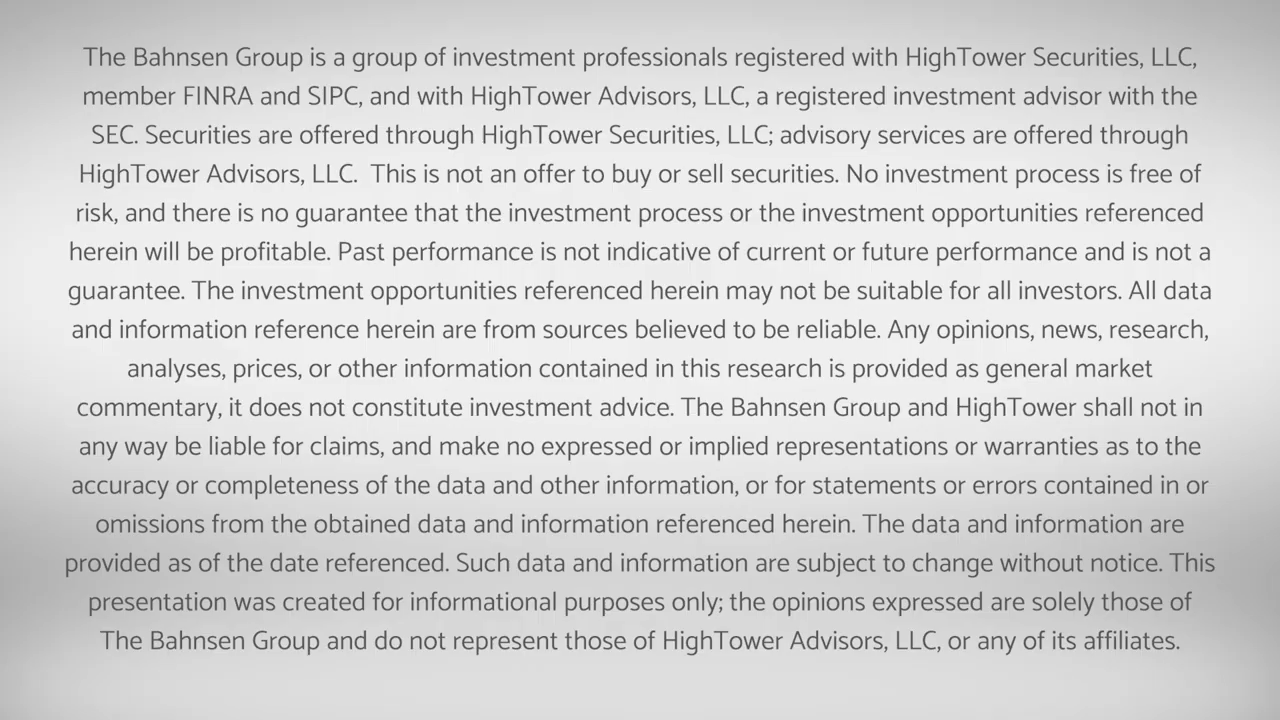 The Bahnsen Group is a group of investment professionals registered with HighTower Securities, LLC,
member FINRA and SIPC, and with HighTower Advisors, LLC, a registered investment advisor with the
SEC. Securities are offered through HighTower Securities, LLC; advisory services are offered through
HighTower Advisors, LLC.  This is not an offer to buy or sell securities. No investment process is free of
risk, and there is no guarantee that the investment process or the investment opportunities referenced
herein will be profitable. Past performance is not indicative of current or future performance and is not a
guarantee. The investment opportunities referenced herein may not be suitable for all investors. All data
and information reference herein are from sources believed to be reliable. Any opinions, news, research,
analyses, prices, or other information contained in this research is provided as general market
commentary, it does not constitute investment advice. The Bahnsen Group and HighTower shall not in
any way be liable for claims, and make no expressed or implied representations or warranties as to the
accuracy or completeness of the data and other information, or for statements or errors contained in or
omissions from the obtained data and information referenced herein. The data and information are
provided as of the date referenced. Such data and information are subject to change without notice. This
presentation was created for informational purposes only; the opinions expressed are solely those of
The Bahnsen Group and do not represent those of HighTower Advisors, LLC, or any of its affiliates.